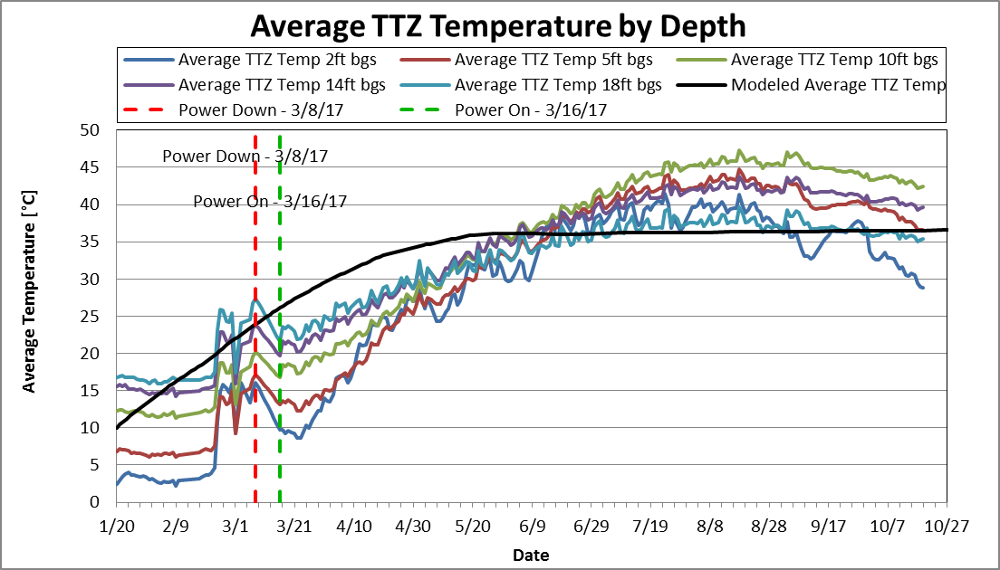 Average TTZ Temperature by Depth
Average TTZ Temp 2ft bgs Average TTZ Temp 5ft bgs Average TTZ Temp 10ft bgs
Average TTZ Temp 14ft bgs Average TTZ Temp 18ft bgs Modeled Average TTZ Temp
Power Down - 3/8/17 Power On - 3/16/17
50
Power Down - 3/8/17
45
Power On - 3/16/17
40
35
30
25
20
15
10
5
0
Average Temperature [°C]
1/20 2/9 3/1 3/21 4/10 4/30 5/20 6/9 6/29 7/19 8/8 8/28 9/17 10/7 10/27
Date